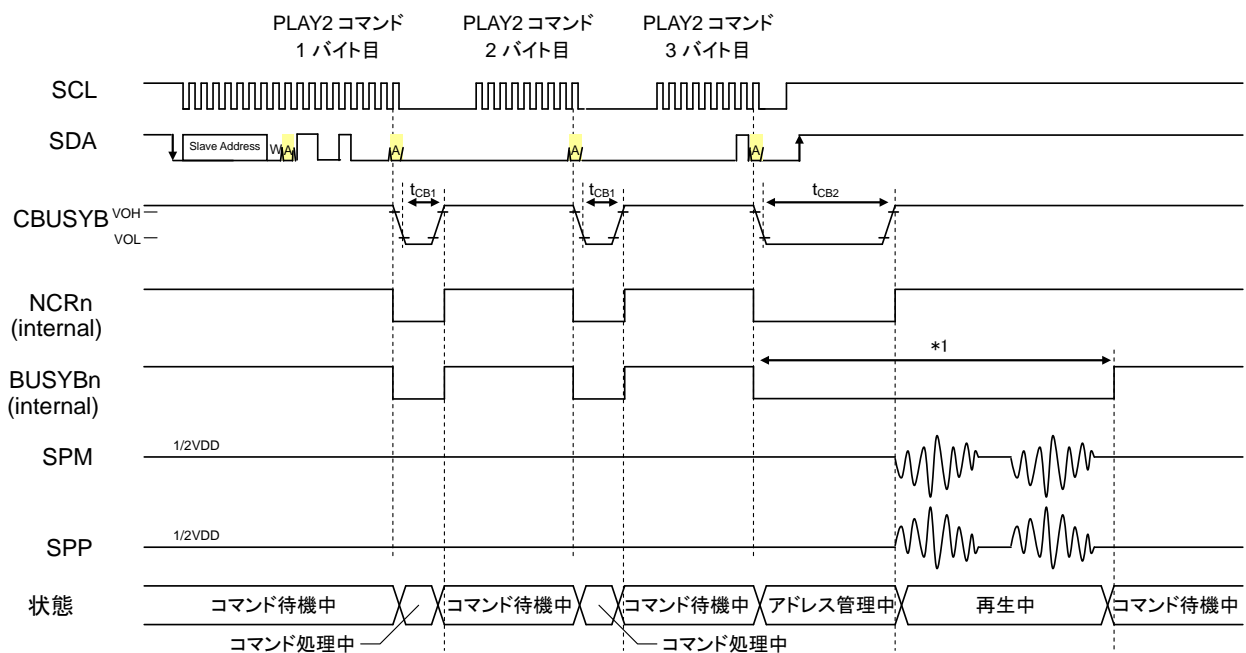 PLAY2 コマンド
1 バイト目
PLAY2 コマンド
2 バイト目
PLAY2 コマンド
3 バイト目
SCL
SDA
Slave Address
W
A
A
A
A
tCB1
tCB1
tCB2
CBUSYB
VOH
VOL
NCRn
(internal)
*1
BUSYBn
(internal)
1/2VDD
SPM
1/2VDD
SPP
状態
コマンド待機中
コマンド待機中
コマンド待機中
アドレス管理中
再生中
コマンド待機中
コマンド処理中
コマンド処理中